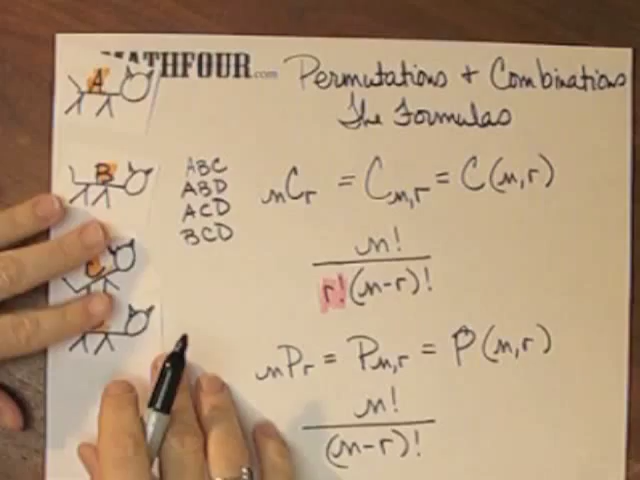 MATHFOUR.com
Permutations + Combinations
The Formulas
A
B
C
ABC
ABD
ACD
BCD
nCr = Cn,r = C(n,r)
n!
r!(n-r)!
nPr = Pn,r = P(n,r)
n!
(n-r)!